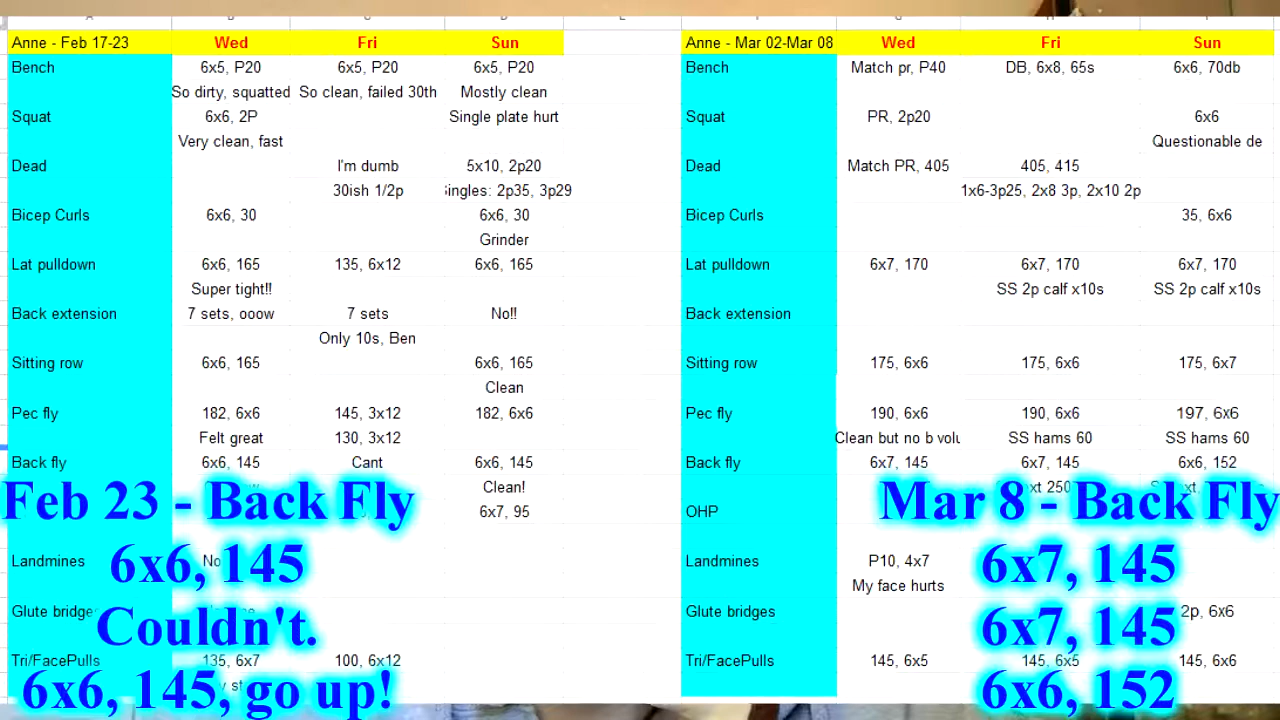 Anne - Feb 17-23 Wed Fri Sun Anne - Mar 02-Mar 08 Wed Fri Sun
Bench 6x5, P20 6x5, P20 6x5, P20 Bench Match pr, P40 DB, 6x8, 65s 6x6, 70db
So dirty, squatted So clean, failed 30th Mostly clean
Squat 6x6, 2P Single plate hurt Squat PR, 2p20 6x6
Very clean, fast Questionable de
Dead I'm dumb 5x10, 2p20 Dead Match PR, 405 405, 415
30ish 1/2p ingles: 2p35, 3p29 1x6-3p25, 2x8 3p, 2x10 2p
Bicep Curls 6x6, 30 6x6, 30 Bicep Curls 35, 6x6
Grinder
Lat pulldown 6x6, 165 135, 6x12 6x6, 165 Lat pulldown 6x7, 170 6x7, 170 6x7, 170
Super tight!! SS 2p calf x10s SS 2p calf x10s
Back extension 7 sets, ooow 7 sets No!! Back extension
Only 10s, Ben
Sitting row 6x6, 165 6x6, 165 Sitting row 175, 6x6 175, 6x6 175, 6x7
Clean
Pec fly 182, 6x6 145, 3x12 182, 6x6 Pec fly 190, 6x6 190, 6x6 197, 6x6
Felt great 130, 3x12 Clean but no b volu SS hams 60 SS hams 60
Back fly 6x6, 145 Cant 6x6, 145 Back fly 6x7, 145 6x7, 145 6x6, 152
Clean!
6x7, 95 OHP
Landmines No Landmines P10, 4x7
My face hurts
Glute bridges Glute bridges 2p, 6x6
Tri/FacePulls 135, 6x7 100, 6x12 Tri/FacePulls 145, 6x5 145, 6x5 145, 6x6
Feb 23 - Back Fly
6x6, 145
Couldn't.
6x6, 145, go up!
Mar 8 - Back Fly
6x7, 145
6x7, 145
6x6, 152